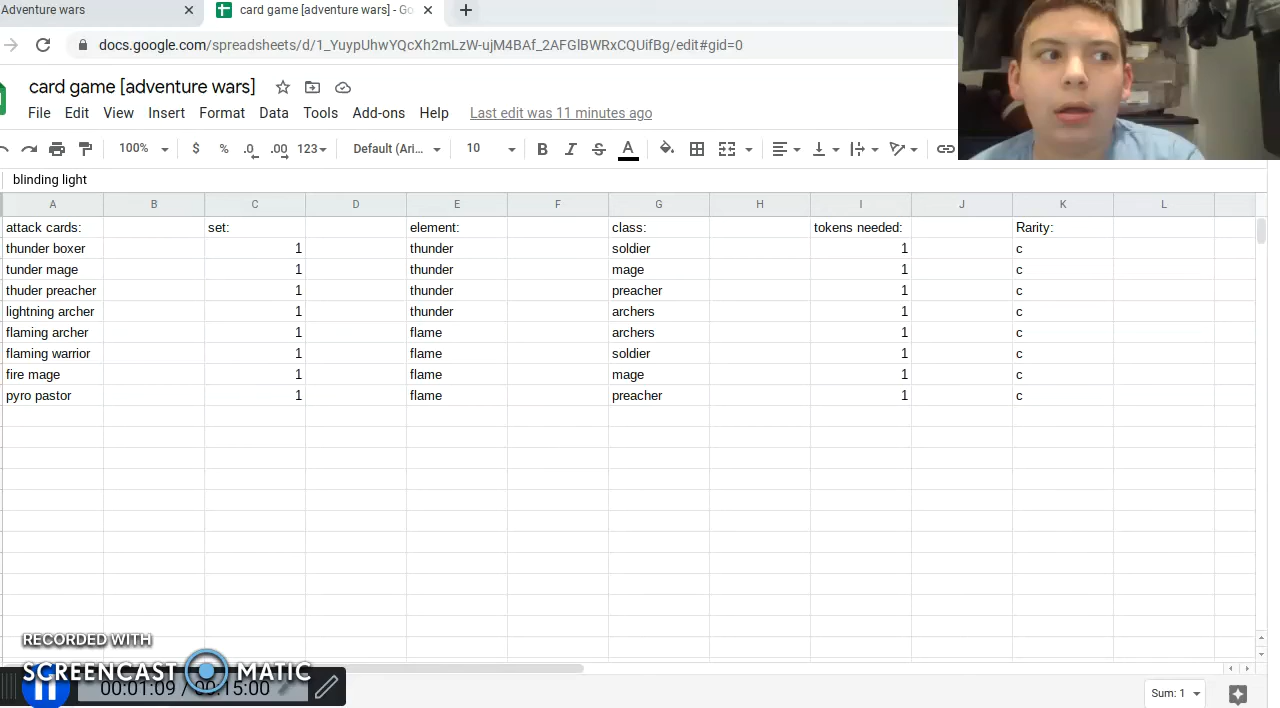 Adventure wars
card game [adventure wars] - Go
docs.google.com/spreadsheets/d/1_YuypUhwYQcXh2mLzW-ujM4BAf_2AFGlBWRxCQUifBg/edit#gid=0
card game [adventure wars]
File Edit View Insert Format Data Tools Add-ons Help Last edit was 11 minutes ago
100% $ % .0 .00 123 Default (Ari... 10 B I S A
blinding light
A B C D E F G H I J K L
attack cards: set: element: class: tokens needed: Rarity:
thunder boxer 1 thunder soldier 1 c
tunder mage 1 thunder mage 1 c
thuder preacher 1 thunder preacher 1 c
lightning archer 1 thunder archers 1 c
flaming archer 1 flame archers 1 c
flaming warrior 1 flame soldier 1 c
fire mage 1 flame mage 1 c
pyro pastor 1 flame preacher 1 c
RECORDED WITH
SCREENCAST MATIC
00:01:09 / 00:15:00
Sum: 1